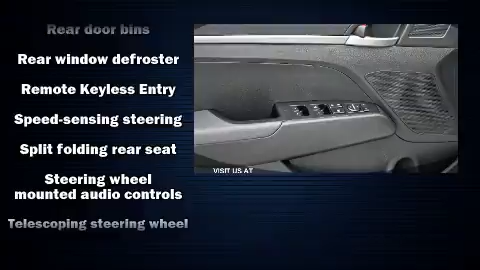 Rear door bins
Rear window defroster
Remote Keyless Entry
Speed-sensing steering
Split folding rear seat
Steering wheel
mounted audio controls
Telescoping steering wheel
VISIT US AT